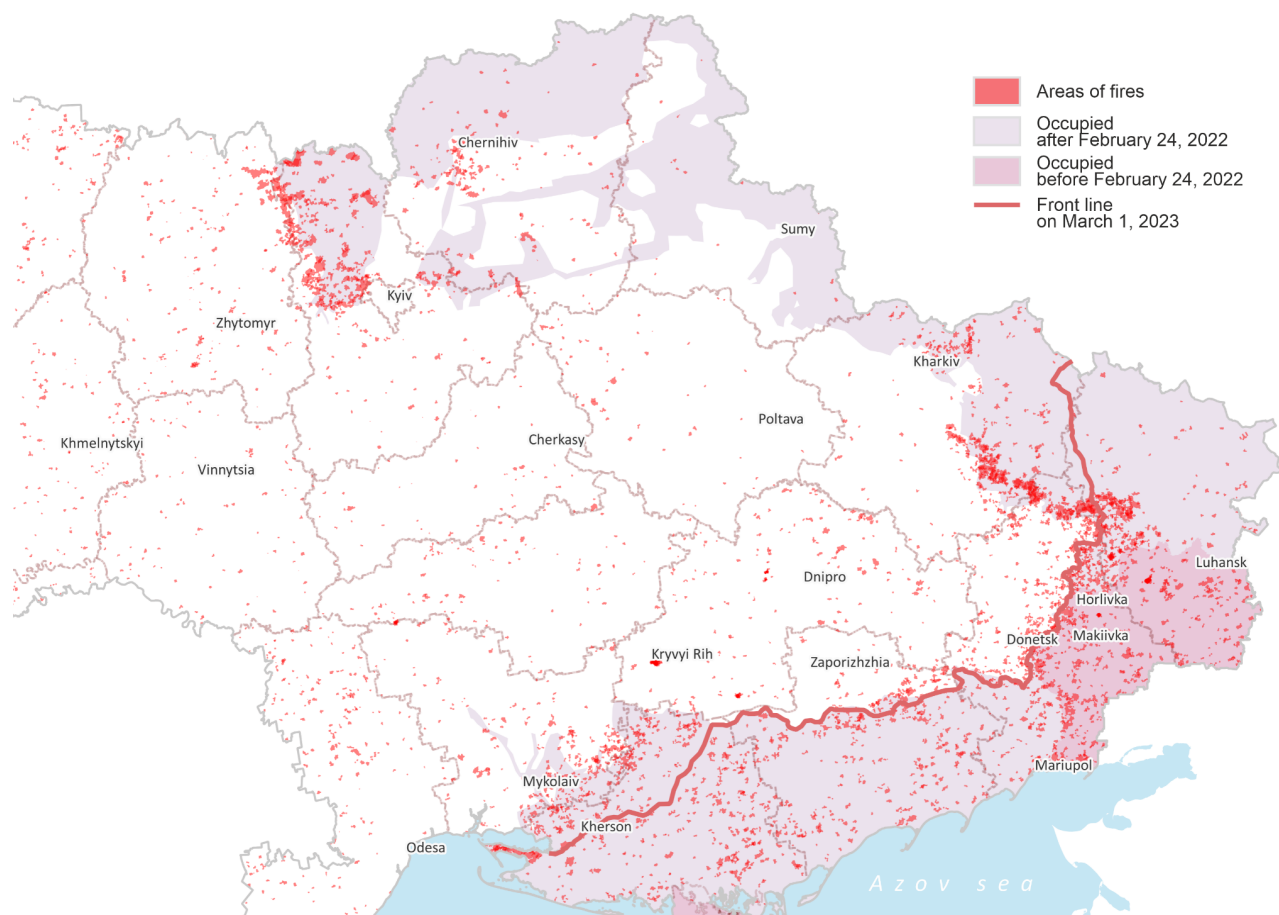 Areas of fires
Occupied
after February 24, 2022
Occupied
before February 24, 2022
Front line
on March 1, 2023
Chernihiv
Sumy
Kyiv
Zhytomyr
Kharkiv
Poltava
Cherkasy
Khmelnytskyi
Vinnytsia
Luhansk
Dnipro
Horlivka
Donetsk
Makiivka
Kryvyi Rih
Zaporizhzhia
Mariupol
Mykolaiv
Kherson
Odesa
Azov sea